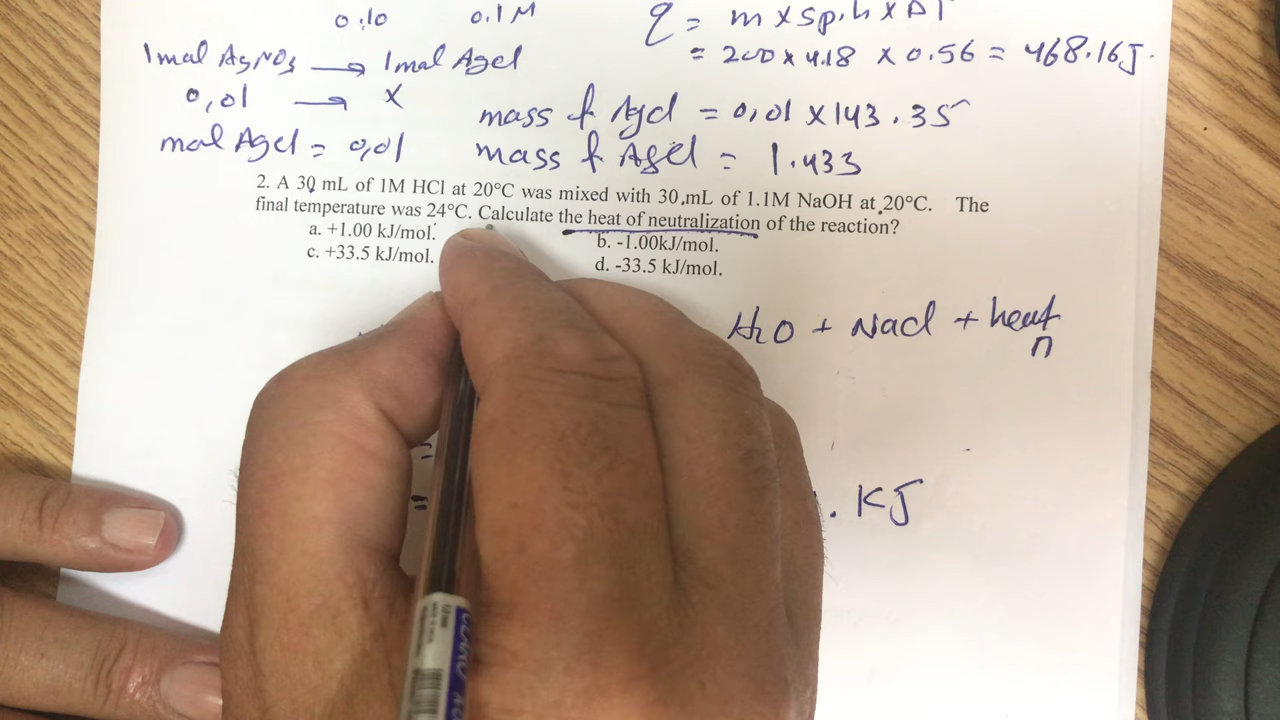 0.10 0.1M
q = m x sp.h x ΔT
1mol AgNO3 → 1mol Agcl
= 200 x 4.18 x 0.56 = 468.16J.
0,01 → X
mass of Agcl = 0,01 x 143.35
mol Agcl = 0,01
mass of Agcl = 1.433
2. A 30 mL of 1M HCl at 20°C was mixed with 30 mL of 1.1M NaOH at 20°C. The
final temperature was 24°C. Calculate the heat of neutralization of the reaction?
a. +1.00 kJ/mol. b. -1.00kJ/mol.
c. +33.5 kJ/mol. d. -33.5 kJ/mol.
H2O + Nacl + heat
n
. KJ